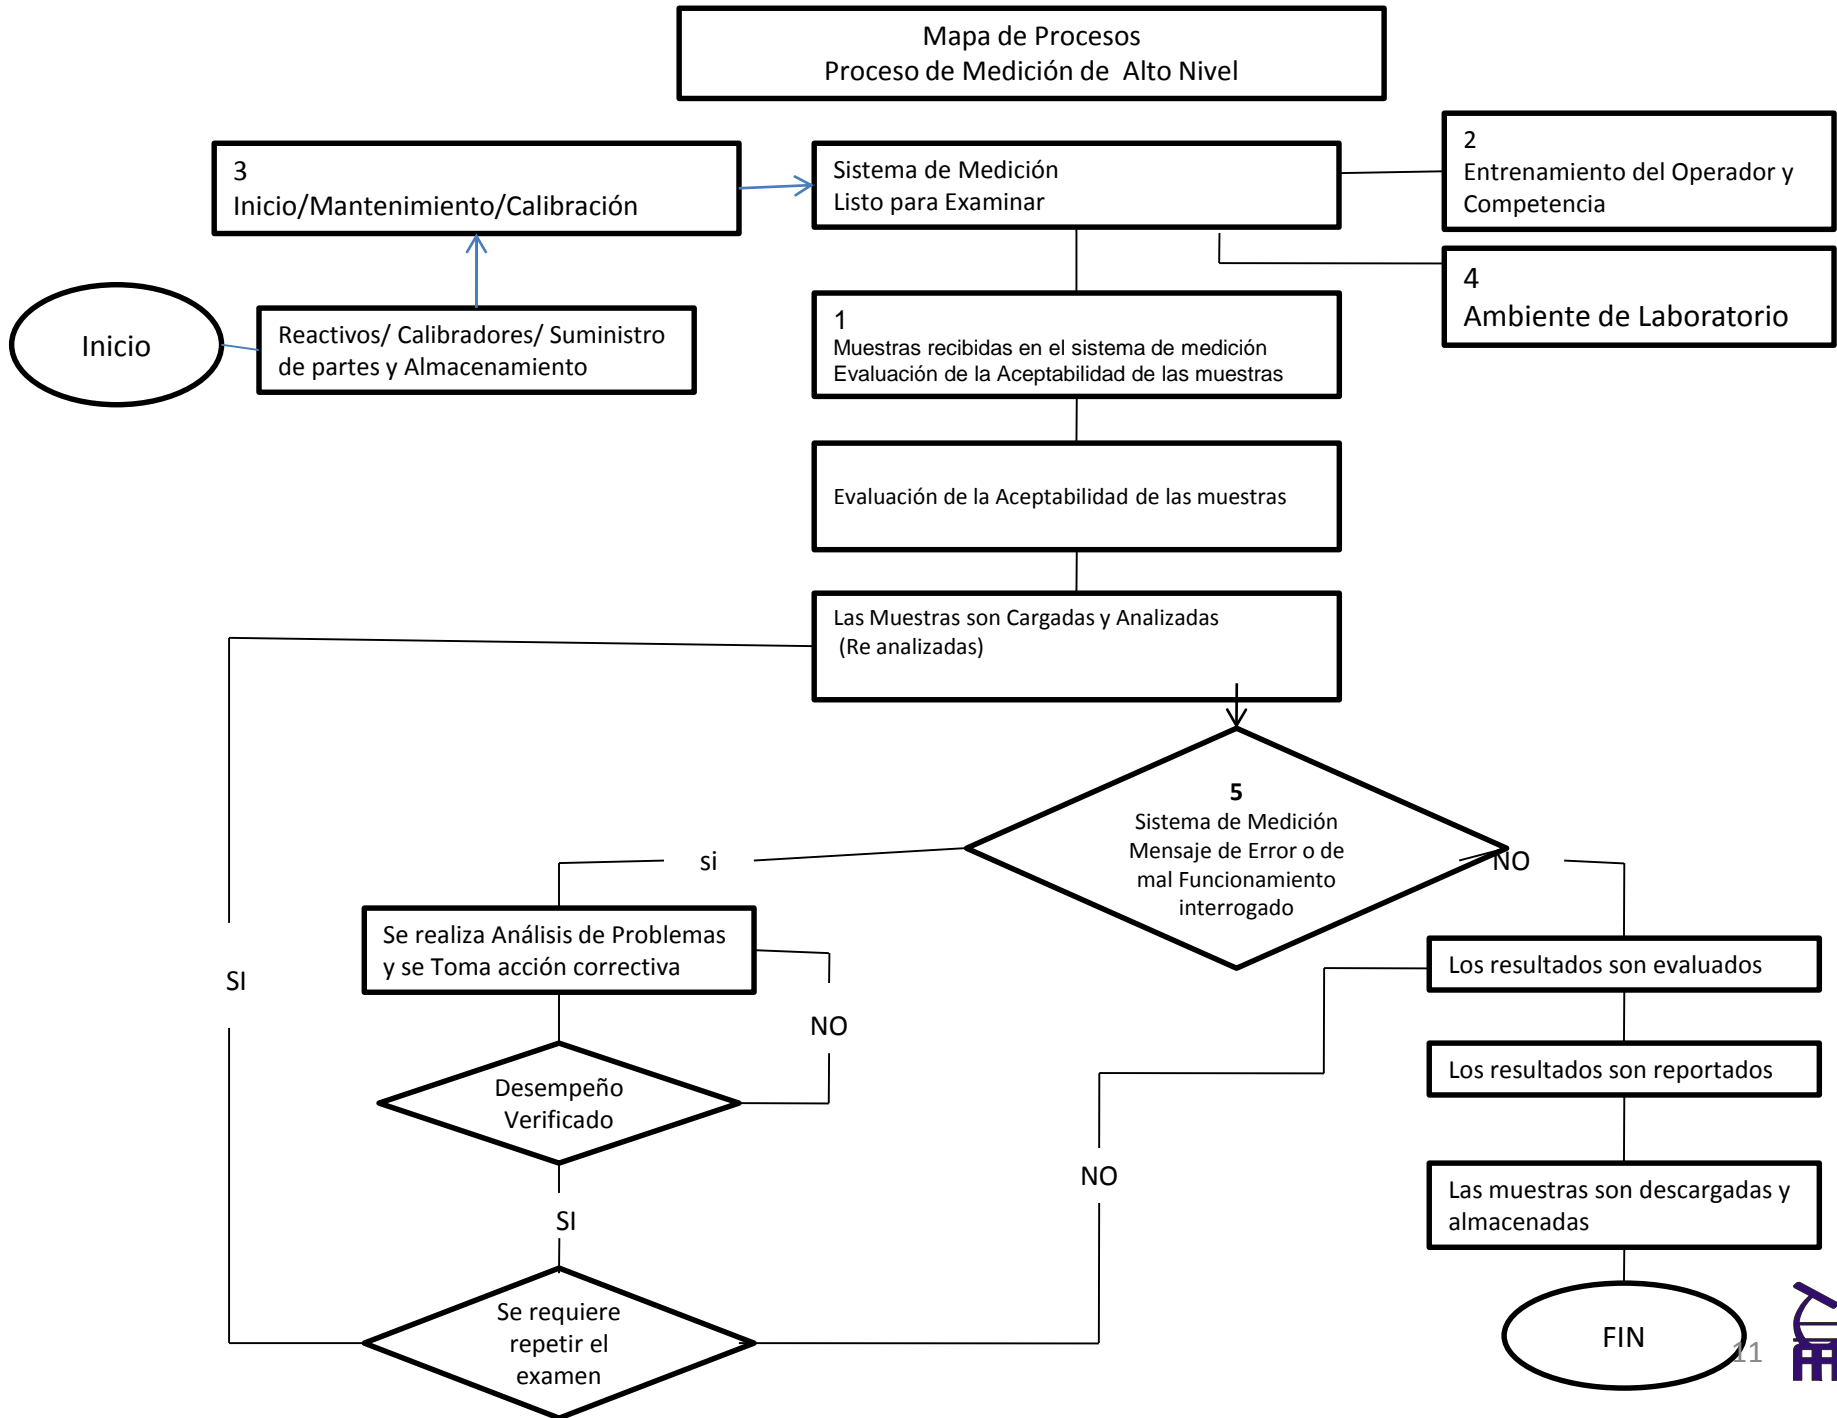 Mapa de Procesos
Proceso de Medición de Alto Nivel
3
Inicio/Mantenimiento/Calibración
Sistema de Medición
Listo para Examinar
2
Entrenamiento del Operador y
Competencia
4
Ambiente de Laboratorio
Inicio
Reactivos/ Calibradores/ Suministro
de partes y Almacenamiento
1
Muestras recibidas en el sistema de medición
Evaluación de la Aceptabilidad de las muestras
Evaluación de la Aceptabilidad de las muestras
Las Muestras son Cargadas y Analizadas
(Re analizadas)
5
Sistema de Medición
Mensaje de Error o de
mal Funcionamiento
interrogado
si
NO
Se realiza Análisis de Problemas
y se Toma acción correctiva
SI
NO
Los resultados son evaluados
Los resultados son reportados
Desempeño
Verificado
NO
Las muestras son descargadas y
almacenadas
SI
Se requiere
repetir el
examen
FIN
11